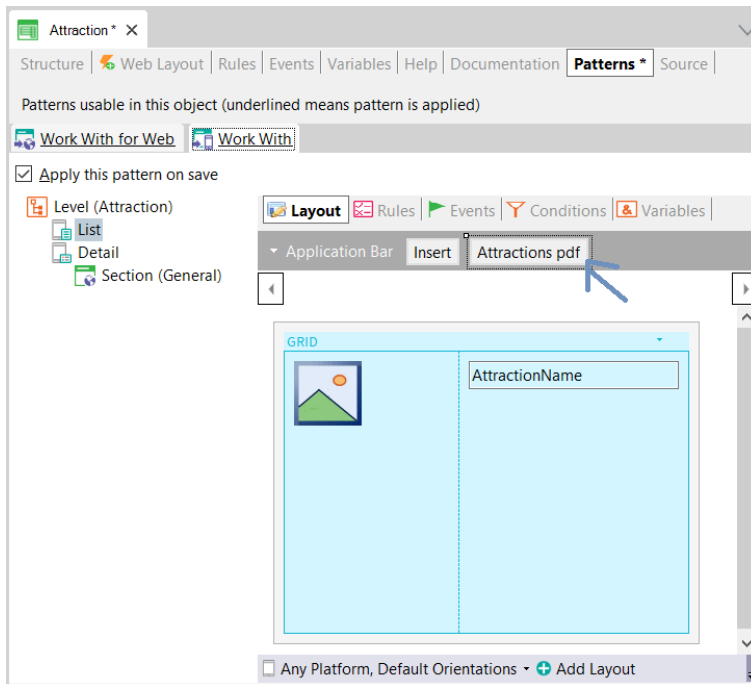 Attraction* ×
Structure Web Layout Rules Events Variables Help Documentation Patterns * Source
Patterns usable in this object (underlined means pattern is applied)
Work With for Web Work With
Apply this pattern on save
Level (Attraction)
List
Detail
Section (General)
Layout Rules Events Conditions Variables
Application Bar Insert Attractions pdf
GRID
AttractionName
Any Platform, Default Orientations Add Layout